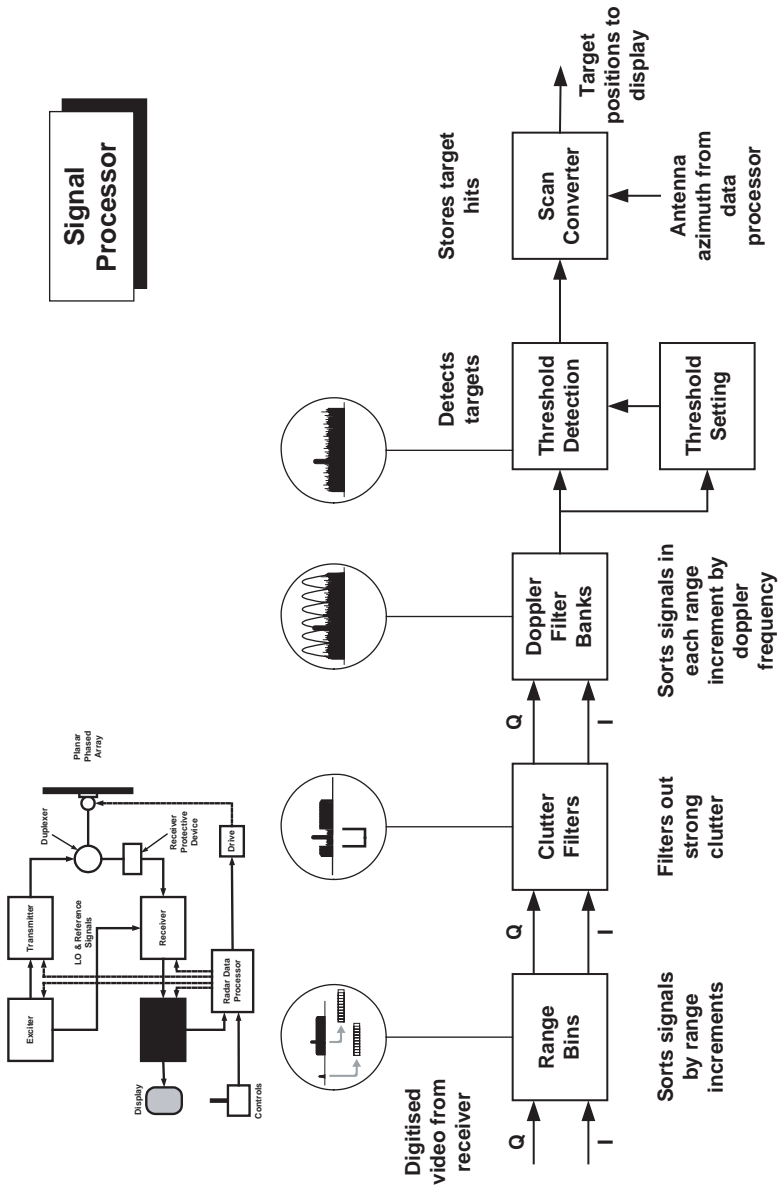 Signal
Processor
Planar
Phased
Array
Duplexer
Receiver
Protective
Device
Transmitter
LO & Reference
Signals
Receiver
Drive
Exciter
Radar Data
Processor
Display
Controls
Digitised
video from
receiver
Q
I
Range
Bins
Sorts signals
by range
increments
Q
I
Clutter
Filters
Filters out
strong
clutter
Q
I
Doppler
Filter
Banks
Sorts signals in
each range
increment by
doppler
frequency
Detects
targets
Threshold
Detection
Threshold
Setting
Stores target
hits
Scan
Converter
Antenna
azimuth from
data
processor
Target
positions to
display